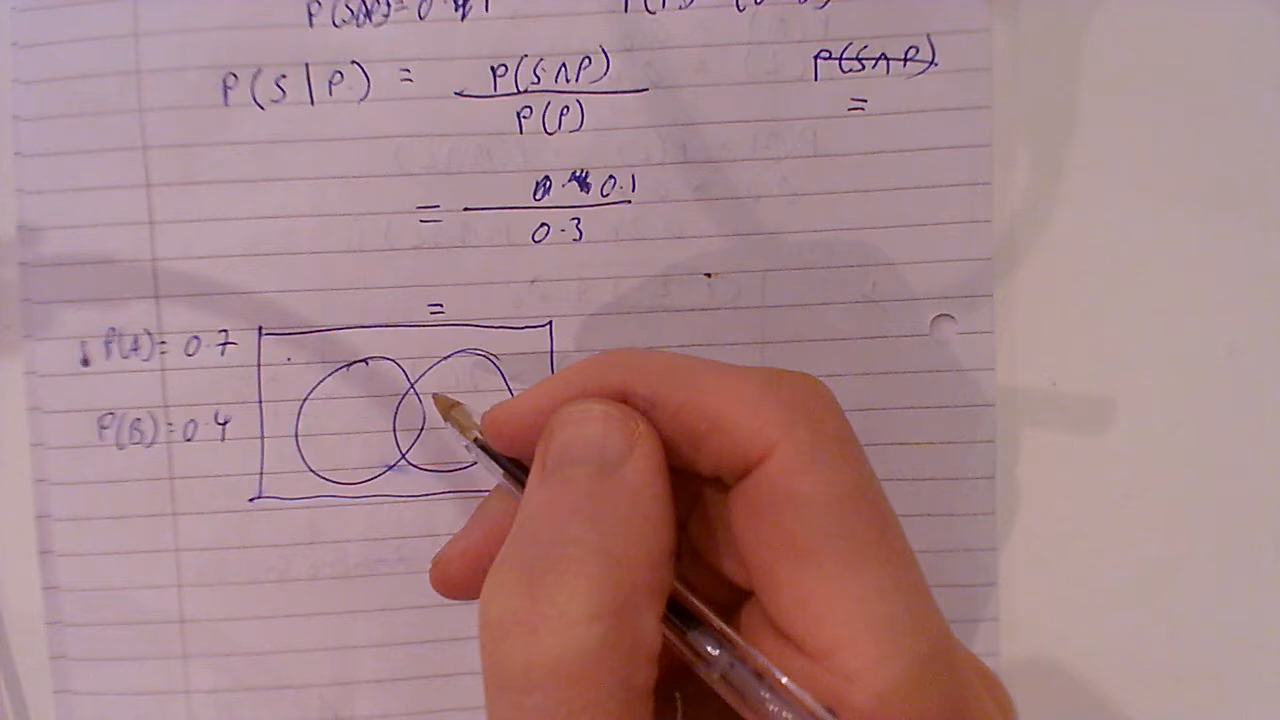 P(S|P) = P(S∩P) / P(P)
P(S∩P)
=
= 0.1 / 0.3
=
P(A) = 0.7
P(B) = 0.4